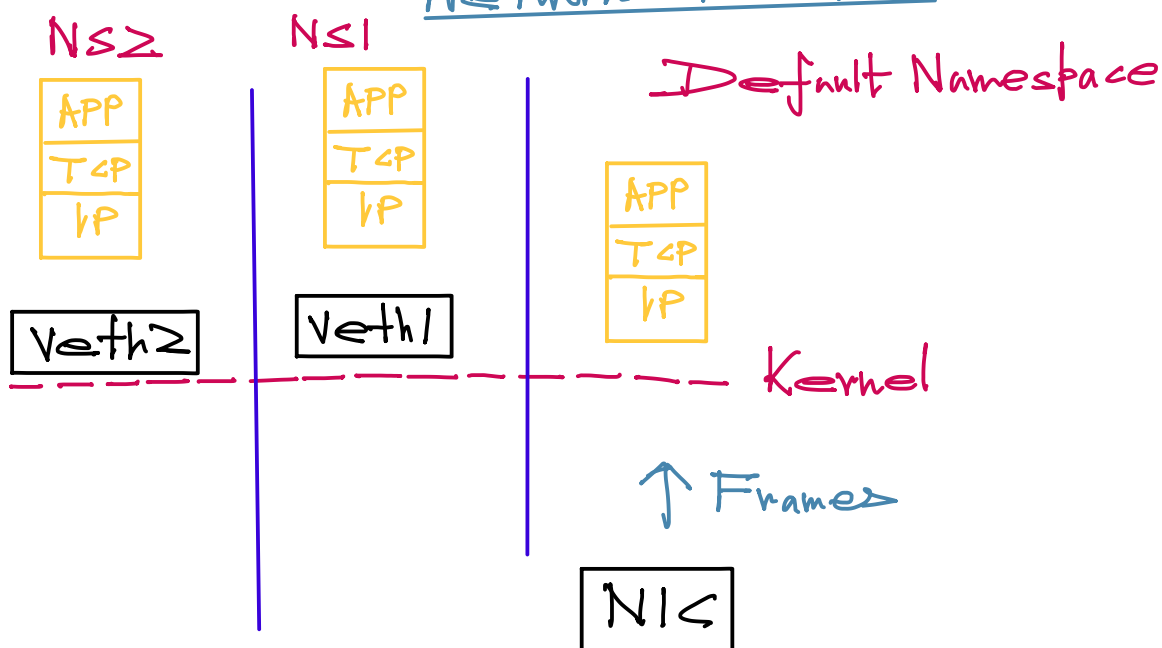 NS2
NS1
Default Namespace
APP
TCP
IP
APP
TCP
IP
APP
TCP
IP
Veth2
Veth1
Kernel
Frames
NIC